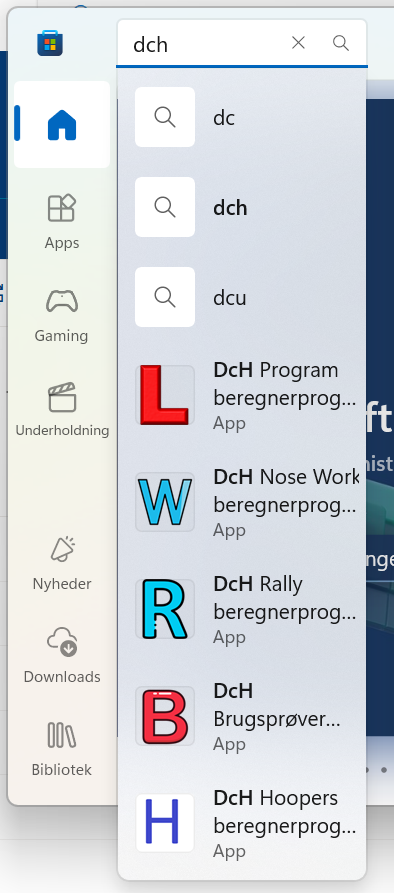 dch
dc
dch
dcu
DcH Program
beregnerprog...
App
DcH Nose Work
beregnerprog...
App
DcH Rally
beregnerprog...
App
DcH
Brugsprøver...
App
DcH Hoopers
beregnerprog...
App
L
W
R
B
H
Apps
Gaming
Underholdning
Nyheder
Downloads
Bibliotek
ft
nist
nge